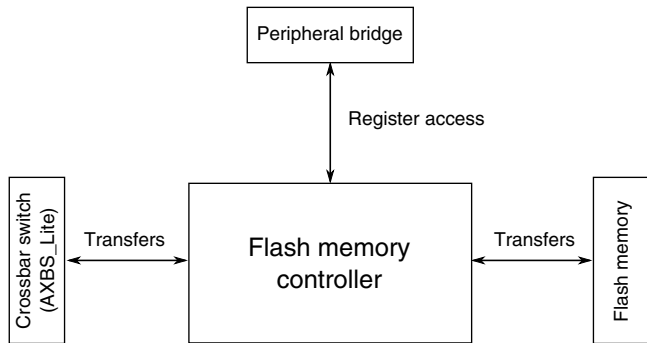 Peripheral bridge
Register access
Crossbar switch
(AXBS_Lite)
Transfers
Flash memory
controller
Transfers
Flash memory